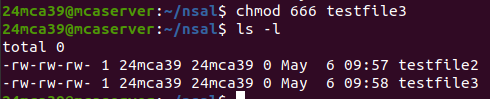 24mca39@mcaserver:~/nsal$ chmod 666 testfile3
24mca39@mcaserver:~/nsal$ ls -l
total 0
-rw-rw-rw- 1 24mca39 24mca39 0 May  6 09:57 testfile2
-rw-rw-rw- 1 24mca39 24mca39 0 May  6 09:58 testfile3
24mca39@mcaserver:~/nsal$